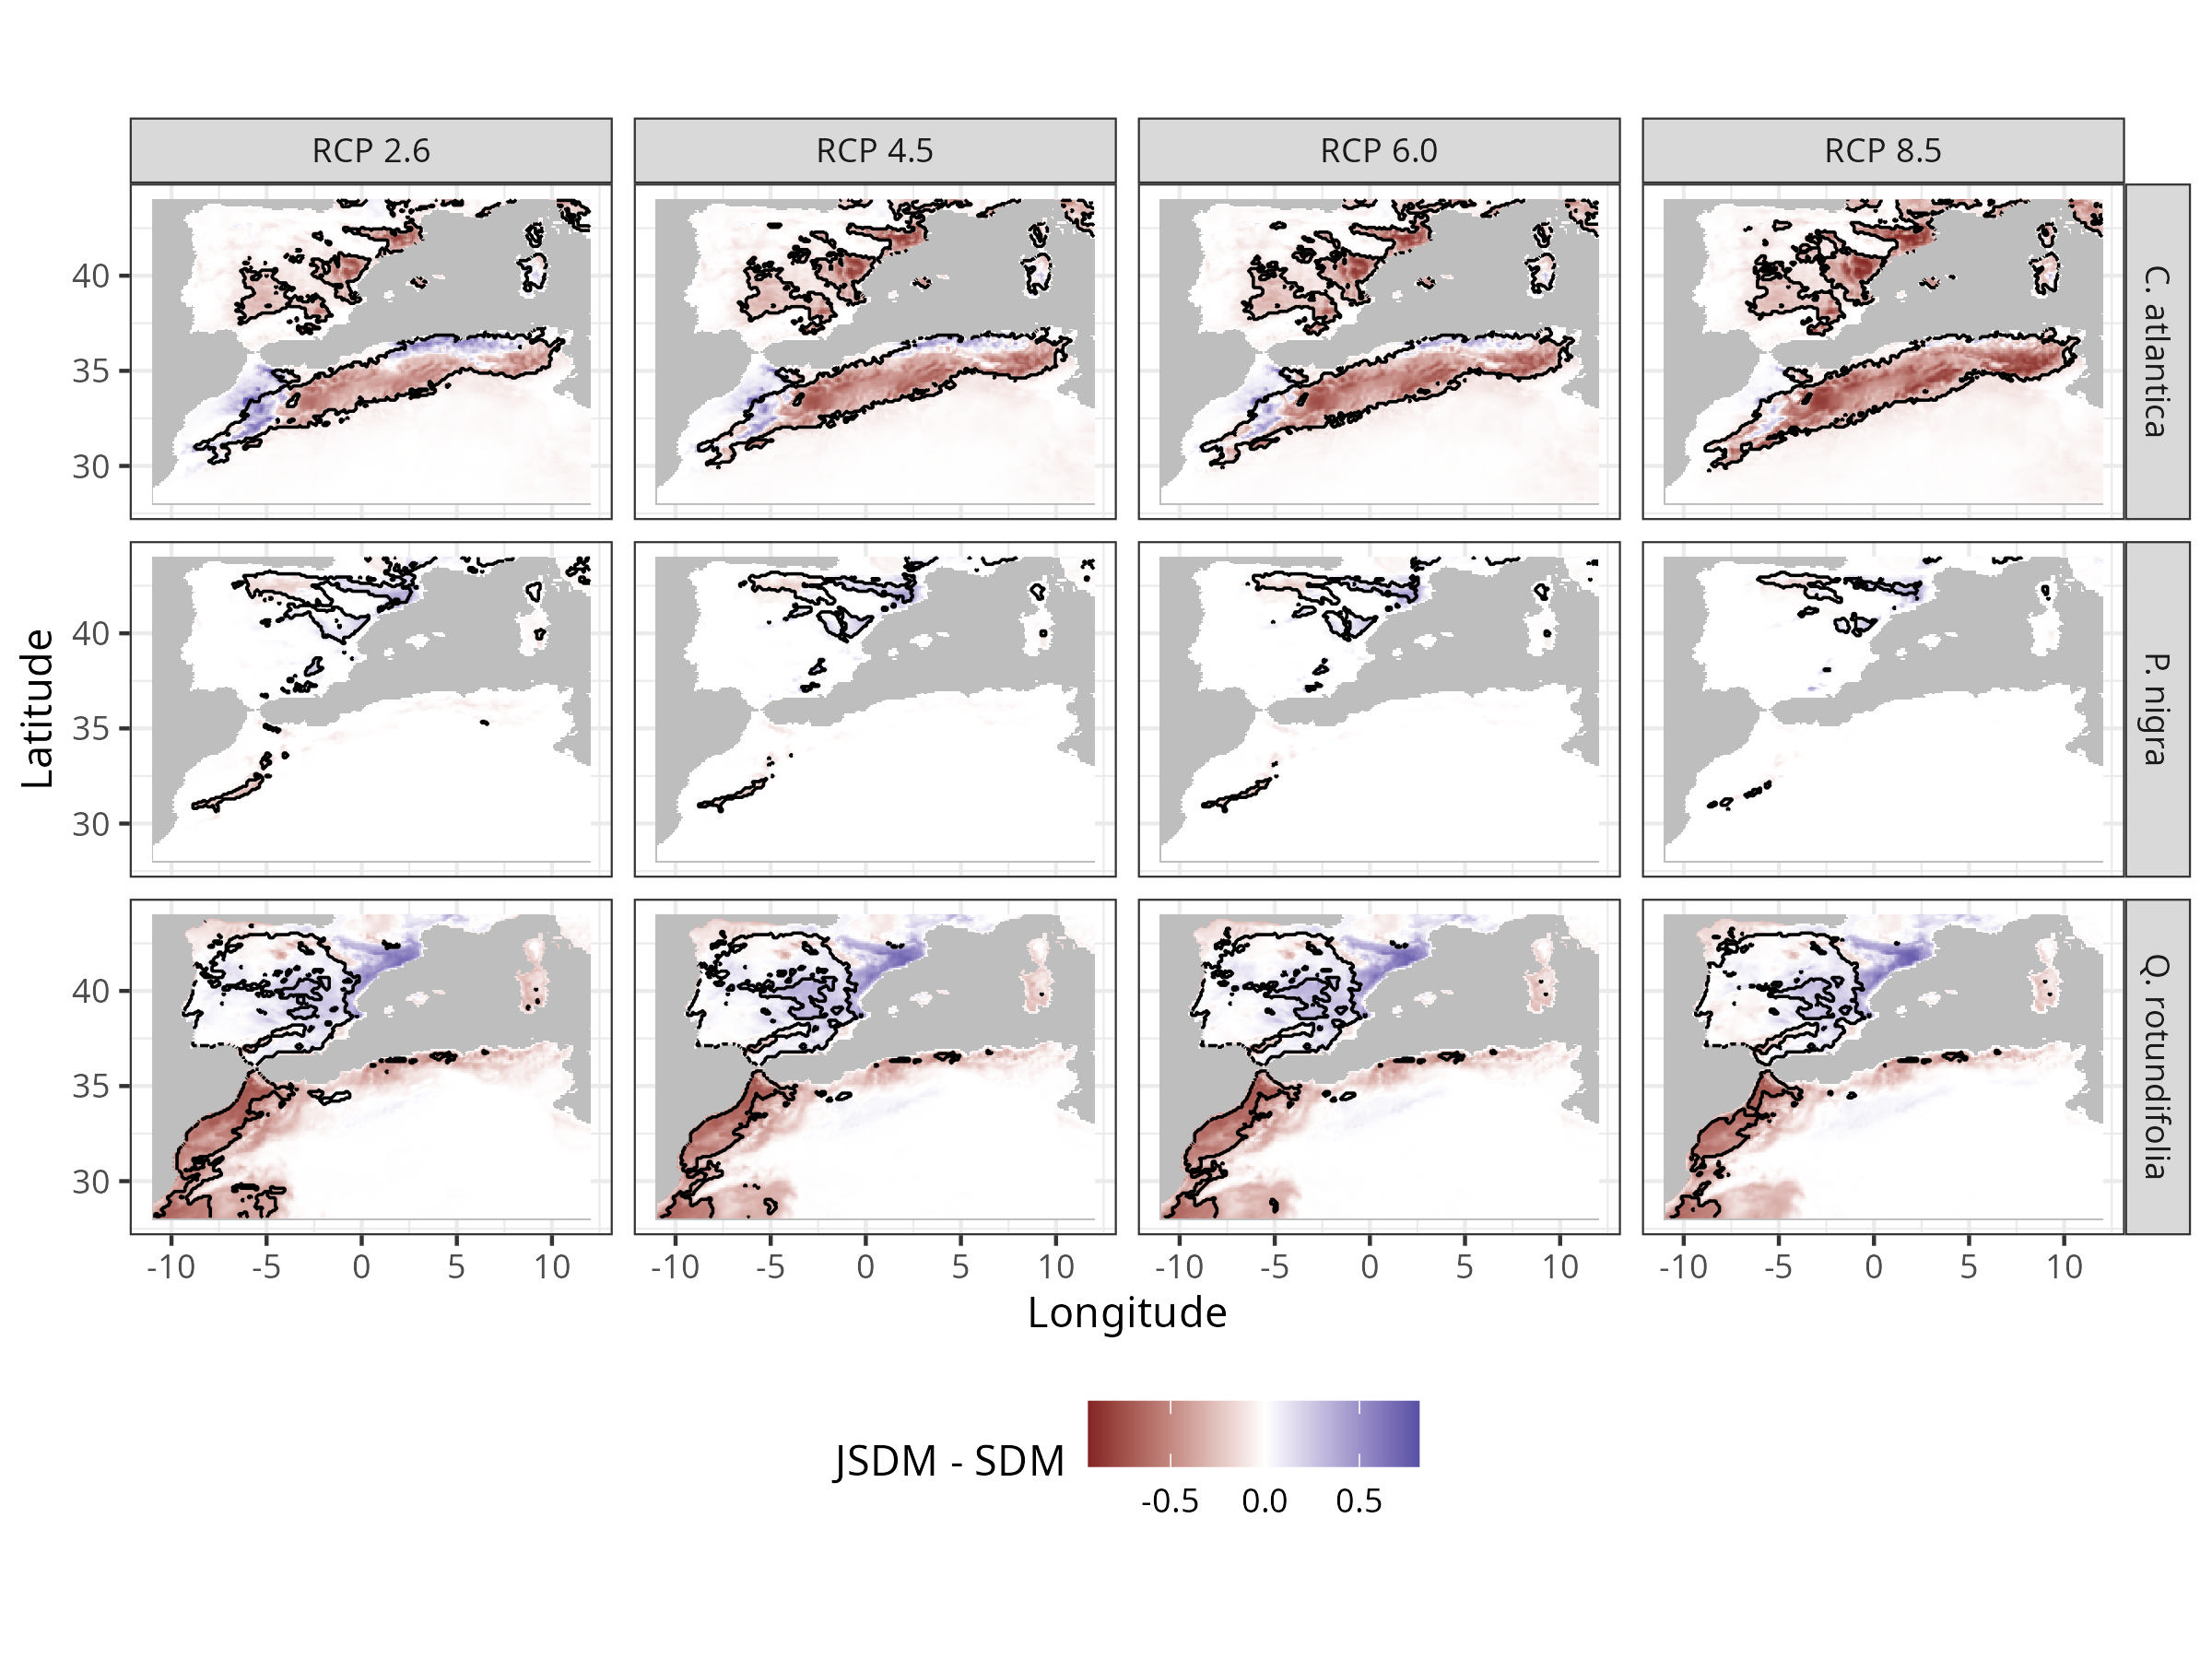 RCP 2.6 RCP 4.5 RCP 6.0 RCP 8.5
40
35
30
C. atlantica
40
35
30
P. nigra
Latitude
40
35
30
Q. rotundifolia
-10 -5 0 5 10 -10 -5 0 5 10 -10 -5 0 5 10 -10 -5 0 5 10
Longitude
JSDM - SDM
-0.5 0.0 0.5